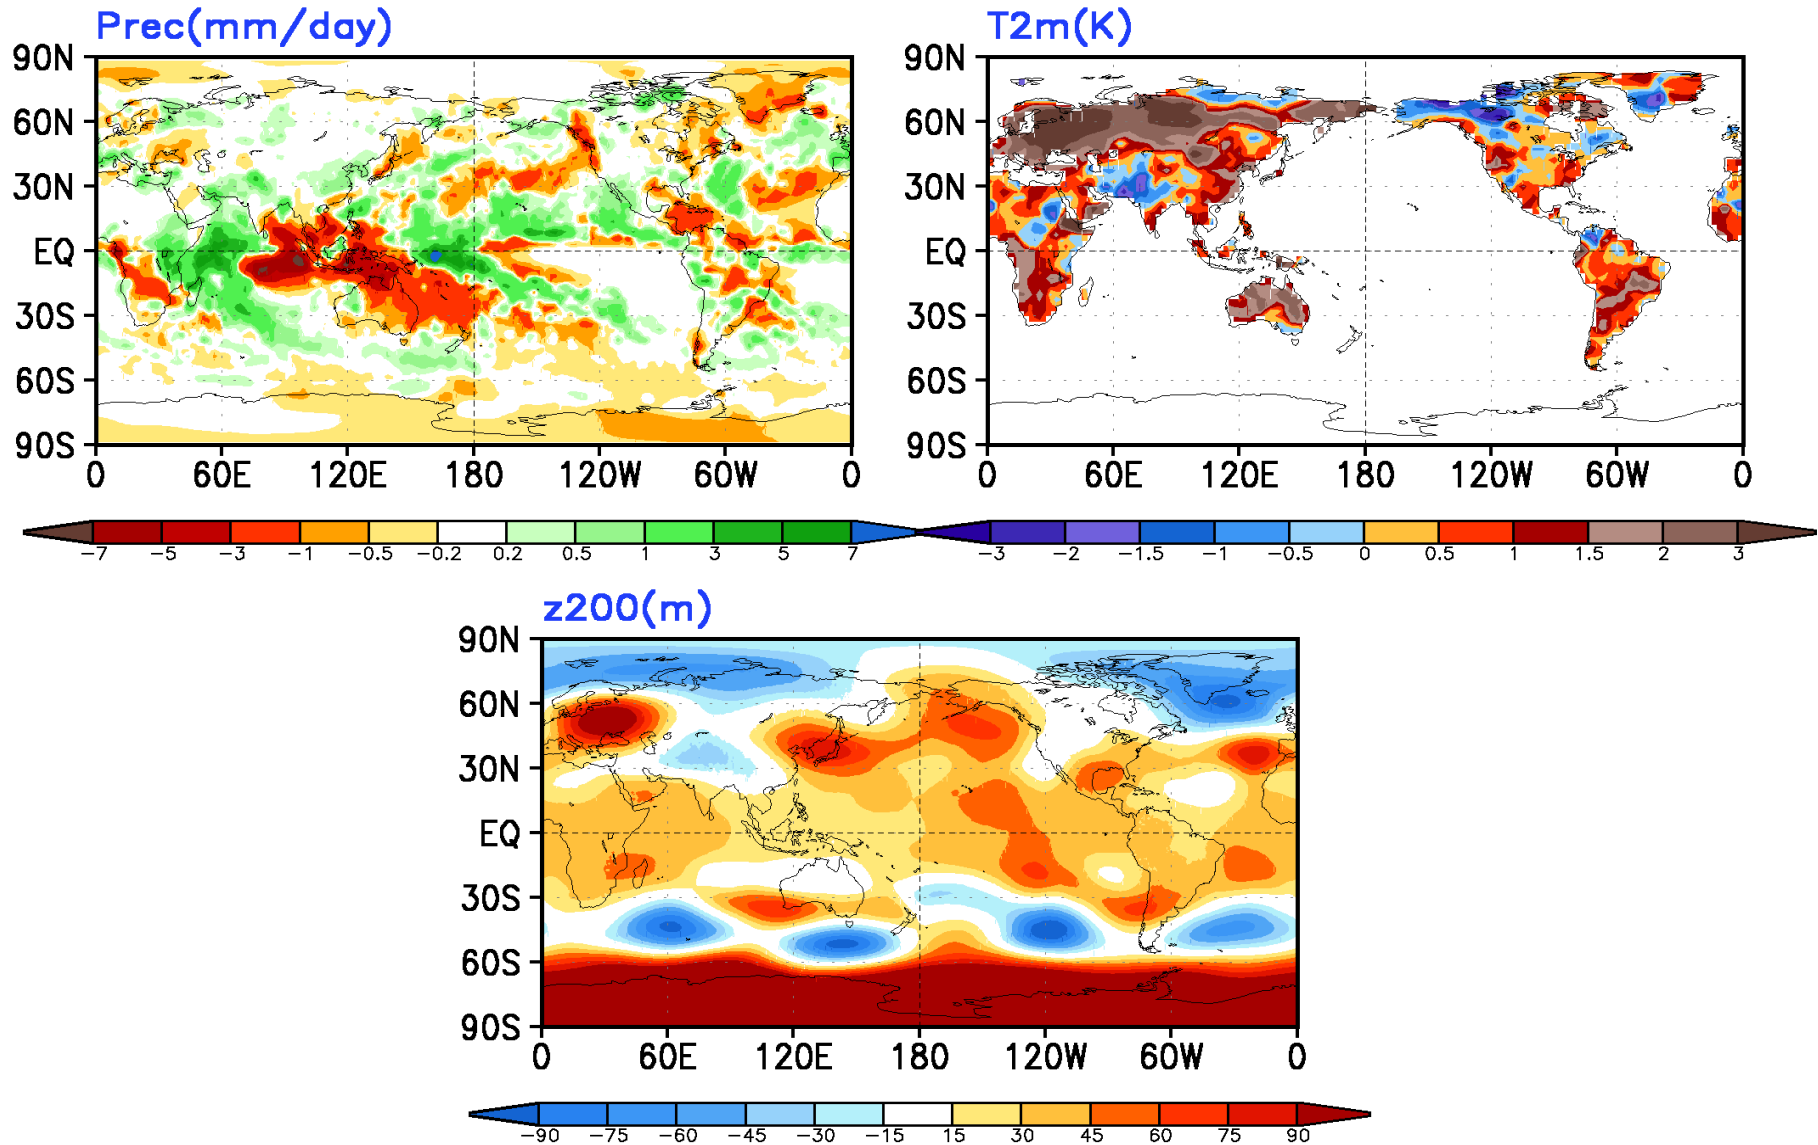 Prec(mm/day)
90N
60N
30N
EQ
30S
60S
90S
0 60E 120E 180 120W 60W 0
-7 -5 -3 -1 -0.5 -0.2 0.2 0.5 1 3 5 7
T2m(K)
90N
60N
30N
EQ
30S
60S
90S
0 60E 120E 180 120W 60W 0
-3 -2 -1.5 -1 -0.5 0 0.5 1 1.5 2 3
z200(m)
90N
60N
30N
EQ
30S
60S
90S
0 60E 120E 180 120W 60W 0
-90 -75 -60 -45 -30 -15 15 30 45 60 75 90